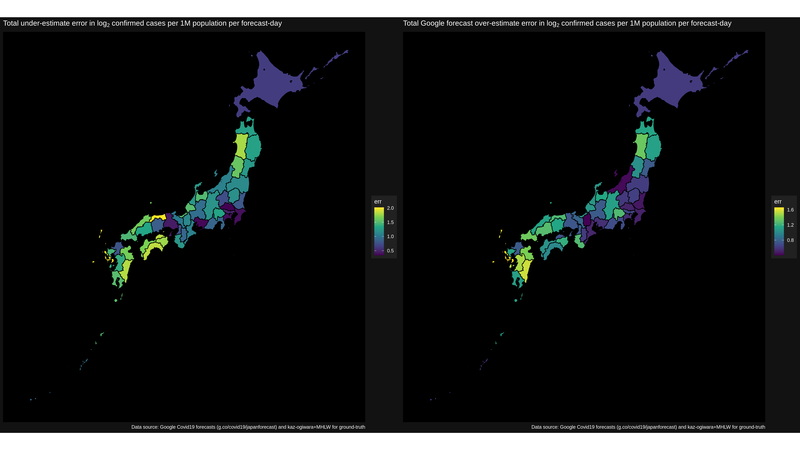 Total under-estimate error in log2 confirmed cases per 1M population per forecast-day
err
2.0
1.5
1.0
0.5
Data source: Google Covid19 forecasts (g.co/covid19/japanforecast) and kaz-ogiwara+MHLW for ground-truth
Total Google forecast over-estimate error in log2 confirmed cases per 1M population per forecast-day
err
1.6
1.2
0.8
Data source: Google Covid19 forecasts (g.co/covid19/japanforecast) and kaz-ogiwara+MHLW for ground-truth